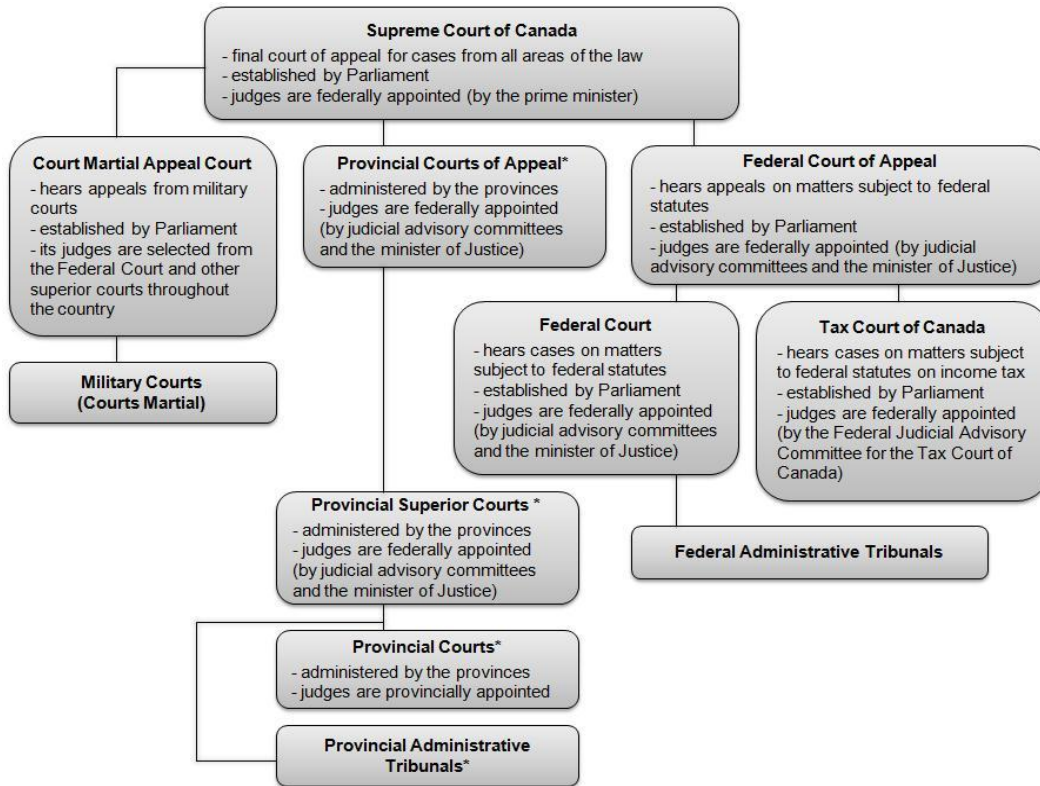 Supreme Court of Canada
- final court of appeal for cases from all areas of the law
- established by Parliament
- judges are federally appointed (by the prime minister)
Court Martial Appeal Court
- hears appeals from military
courts
- established by Parliament
- its judges are selected from
the Federal Court and other
superior courts throughout
the country
Provincial Courts of Appeal*
- administered by the provinces
- judges are federally appointed
(by judicial advisory committees
and the minister of Justice)
Federal Court of Appeal
- hears appeals on matters subject to federal
statutes
- established by Parliament
- judges are federally appointed (by judicial
advisory committees and the minister of Justice)
Military Courts
(Courts Martial)
Federal Court
- hears cases on matters
subject to federal statutes
- established by Parliament
- judges are federally appointed
(by judicial advisory committees
and the minister of Justice)
Tax Court of Canada
- hears cases on matters subject
to federal statutes on income tax
- established by Parliament
- judges are federally appointed
(by the Federal Judicial Advisory
Committee for the Tax Court of
Canada)
Provincial Superior Courts *
- administered by the provinces
- judges are federally appointed
(by judicial advisory committees
and the minister of Justice)
Federal Administrative Tribunals
Provincial Courts*
- administered by the provinces
- judges are provincially appointed
Provincial Administrative
Tribunals*